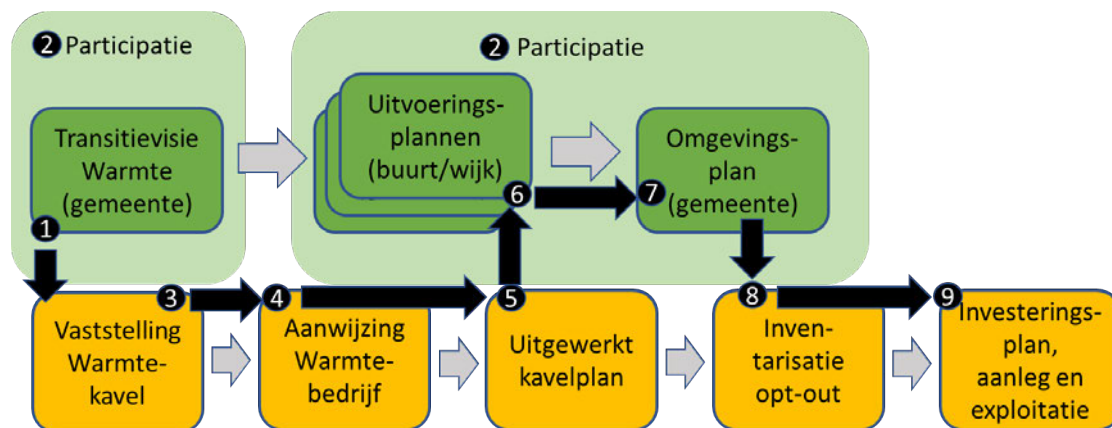 2 Participatie
2 Participatie
Transitievisie
Warmte
(gemeente)
1
Uitvoerings-
plannen
(buurt/wijk)
6
7
Omgevings-
plan
(gemeente)
3
Vaststelling
Warmte-
kavel
4
Aanwijzing
Warmte-
bedrijf
5
Uitgewerkt
kavelplan
8
Inven-
tarisatie
opt-out
9
Investerings-
plan,
aanleg en
exploitatie